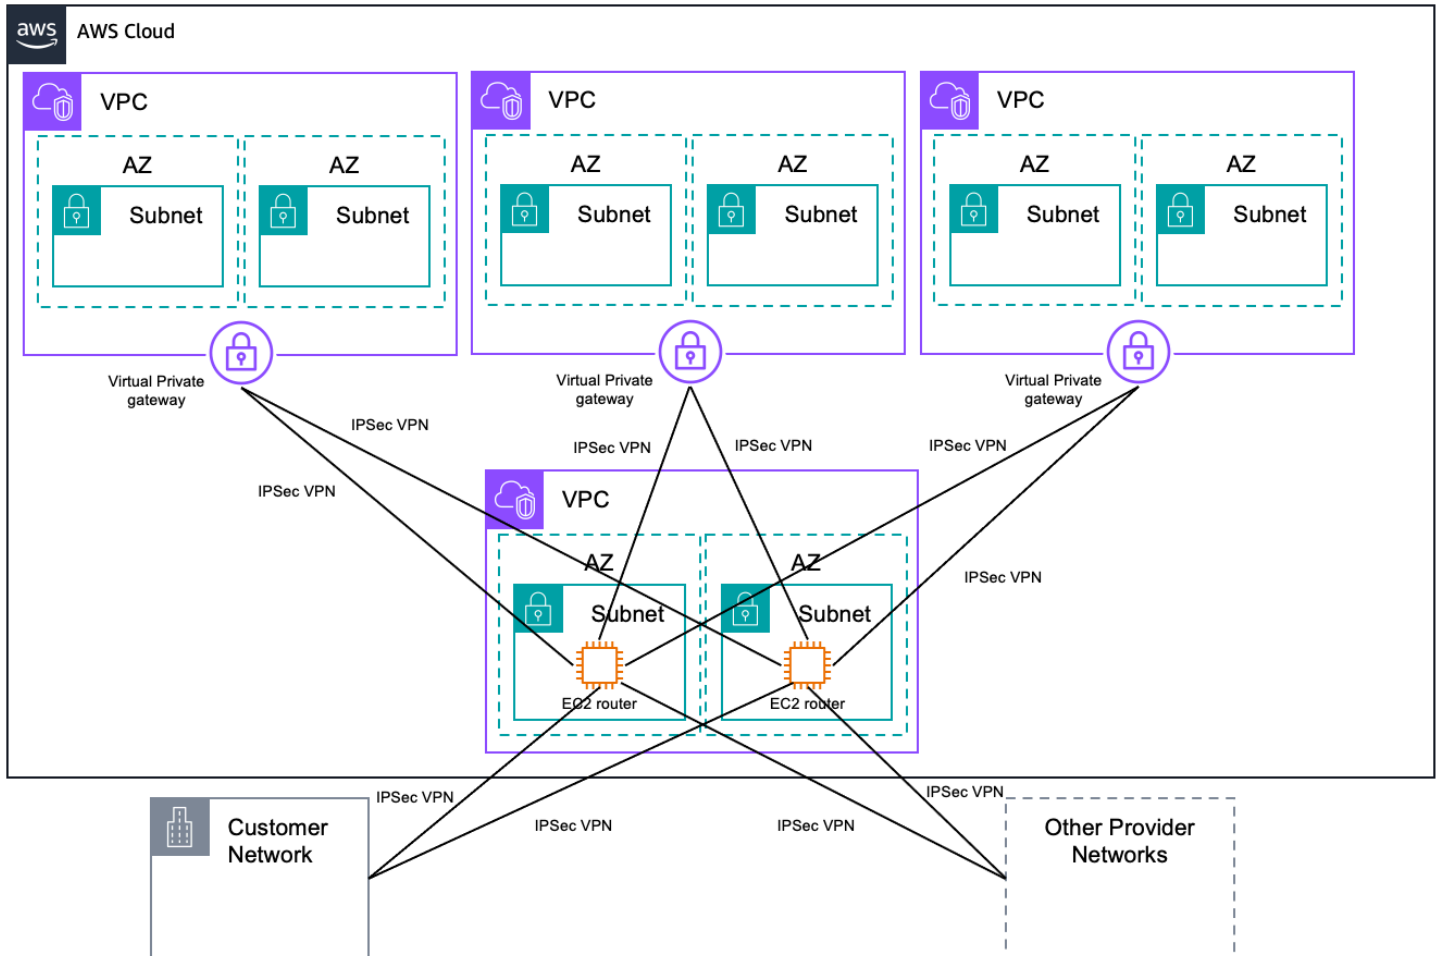 aws
AWS Cloud
VPC
AZ
Subnet
AZ
Subnet
Virtual Private
gateway
VPC
AZ
Subnet
AZ
Subnet
Virtual Private
gateway
VPC
AZ
Subnet
AZ
Subnet
Virtual Private
gateway
IPSec VPN
IPSec VPN
IPSec VPN
IPSec VPN
IPSec VPN
IPSec VPN
VPC
AZ
Subnet
EC2 router
AZ
Subnet
EC2 router
IPSec VPN
IPSec VPN
IPSec VPN
IPSec VPN
Customer
Network
Other Provider
Networks